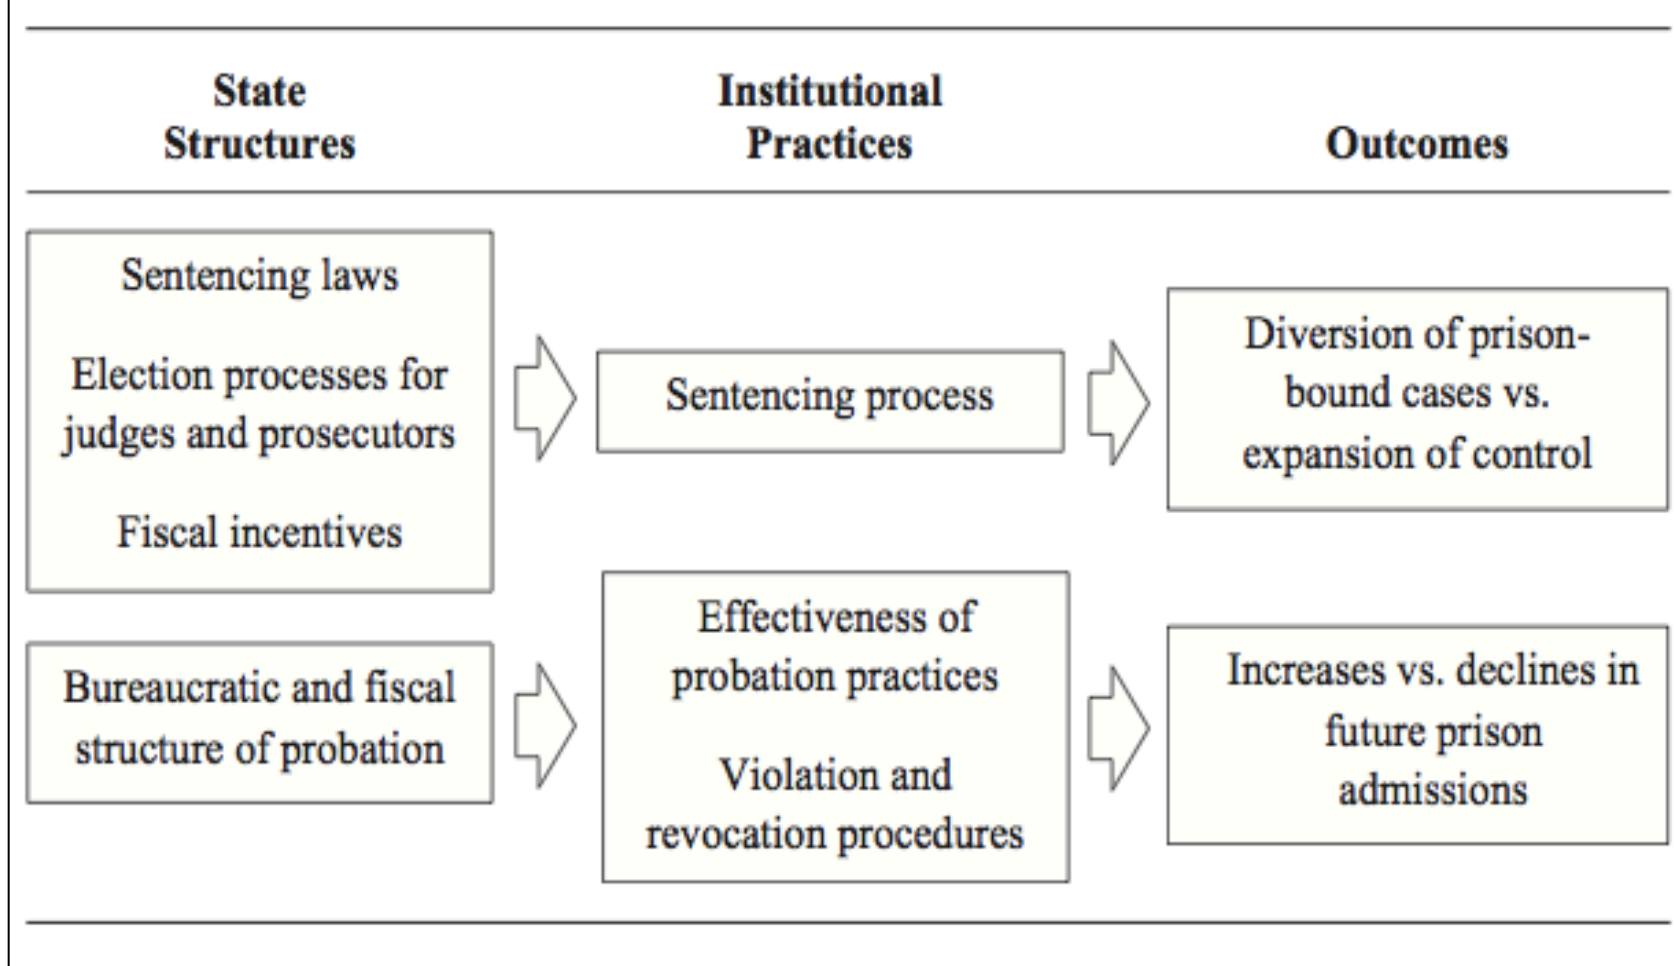 State
Structures
Institutional
Practices
Outcomes
Sentencing laws
Election processes for
judges and prosecutors
Fiscal incentives
Sentencing process
Diversion of prison-
bound cases vs.
expansion of control
Bureaucratic and fiscal
structure of probation
Effectiveness of
probation practices
Violation and
revocation procedures
Increases vs. declines in
future prison
admissions